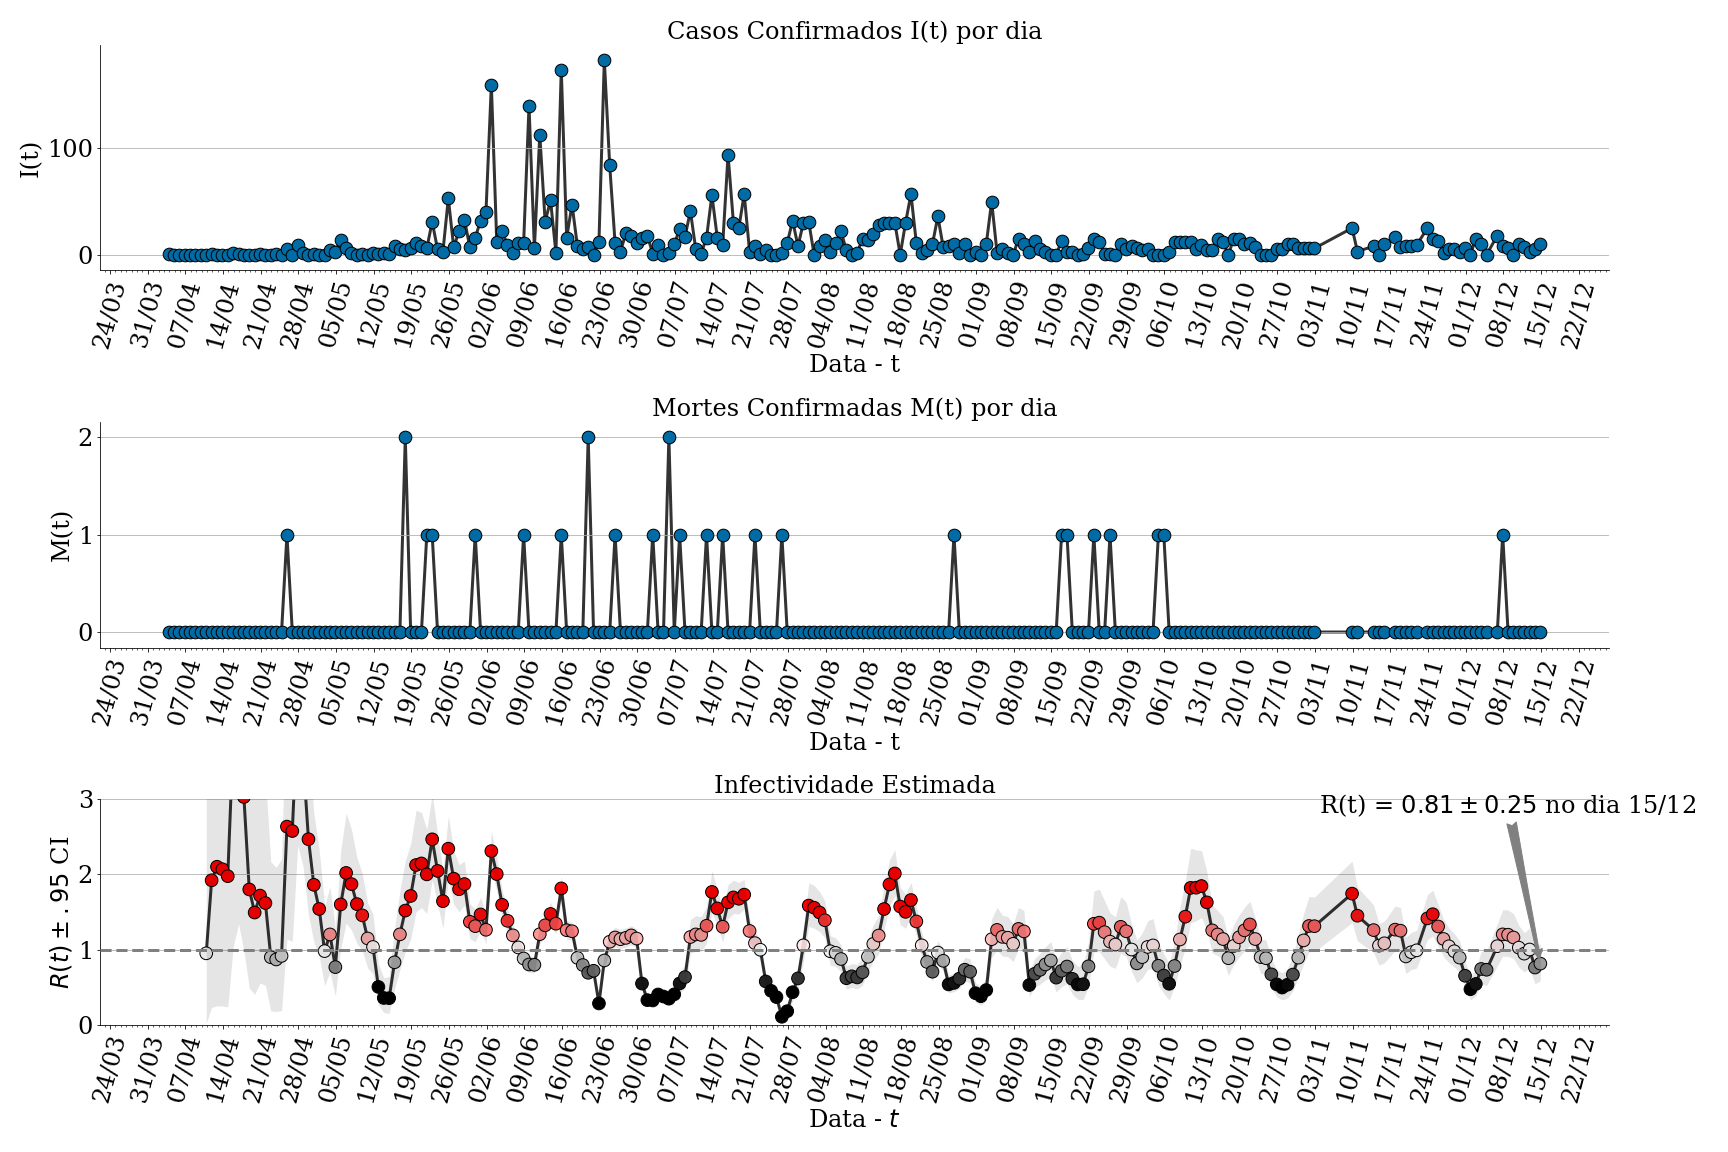 Casos Confirmados I(t) por dia
I(t)
100
0
24/03 31/03 07/04 14/04 21/04 28/04 05/05 12/05 19/05 26/05 02/06 09/06 16/06 23/06 30/06 07/07 14/07 21/07 28/07 04/08 11/08 18/08 25/08 01/09 08/09 15/09 22/09 29/09 06/10 13/10 20/10 27/10 03/11 10/11 17/11 24/11 01/12 08/12 15/12 22/12
Data - t
Mortes Confirmadas M(t) por dia
M(t)
2
1
0
24/03 31/03 07/04 14/04 21/04 28/04 05/05 12/05 19/05 26/05 02/06 09/06 16/06 23/06 30/06 07/07 14/07 21/07 28/07 04/08 11/08 18/08 25/08 01/09 08/09 15/09 22/09 29/09 06/10 13/10 20/10 27/10 03/11 10/11 17/11 24/11 01/12 08/12 15/12 22/12
Data - t
Infectividade Estimada
R(t) = 0.81 ± 0.25 no dia 15/12
R(t) ± .95 CI
3
2
1
0
24/03 31/03 07/04 14/04 21/04 28/04 05/05 12/05 19/05 26/05 02/06 09/06 16/06 23/06 30/06 07/07 14/07 21/07 28/07 04/08 11/08 18/08 25/08 01/09 08/09 15/09 22/09 29/09 06/10 13/10 20/10 27/10 03/11 10/11 17/11 24/11 01/12 08/12 15/12 22/12
Data - t